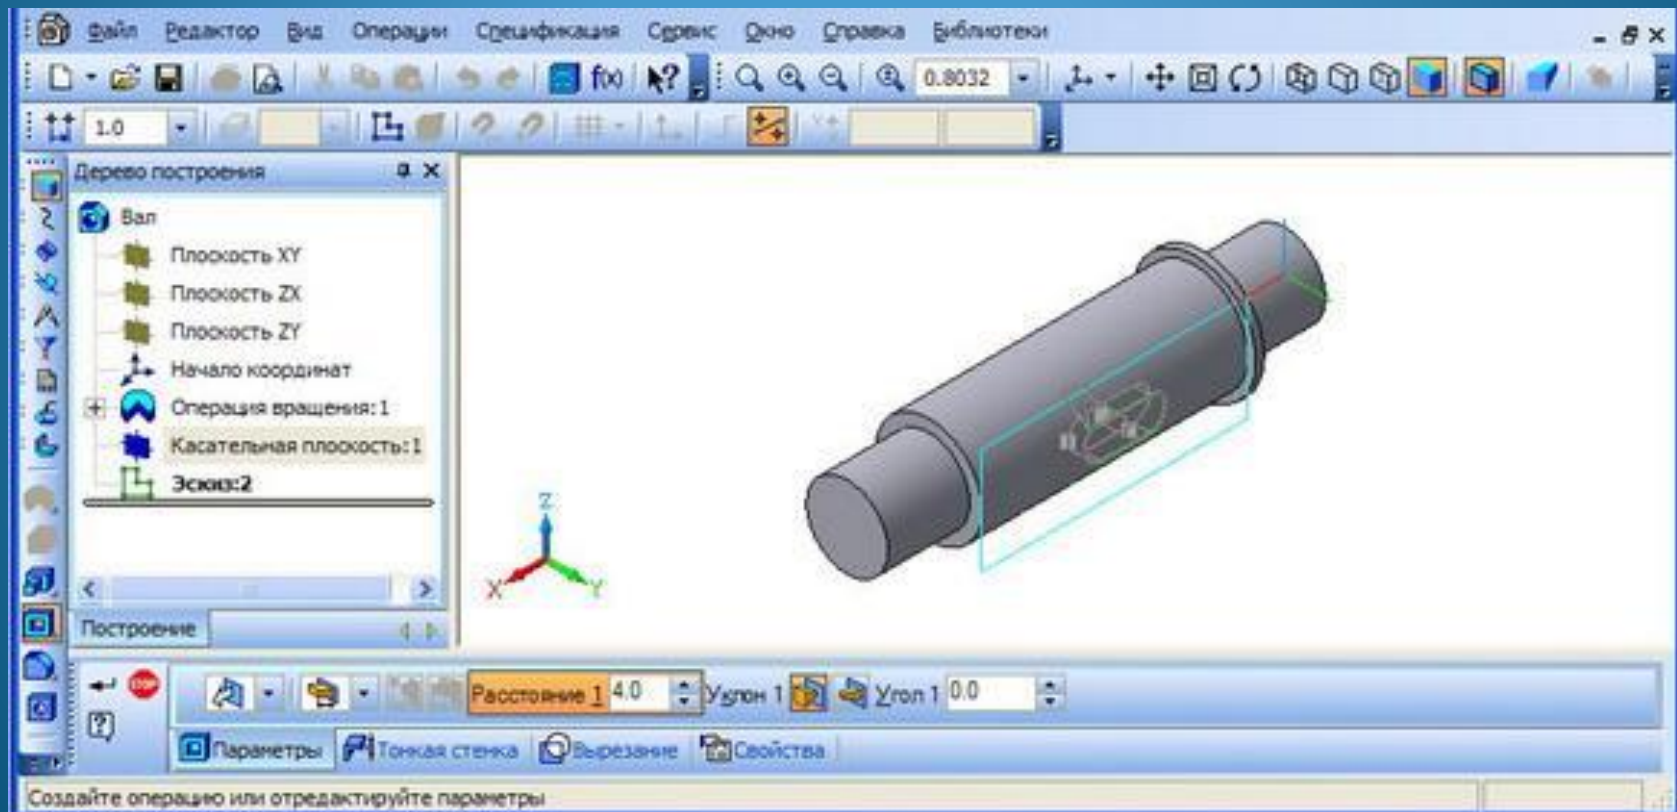 Файл Редактор Вид Операции Спецификация Сервис Окно Справка Библиотеки
f(x) ? 0.8032
1.0
Дерево построения
Вал
Плоскость XY
Плоскость ZX
Плоскость ZY
Начало координат
Операция вращения:1
Касательная плоскость:1
Эскиз:2
Z
X Y
Построение
STOP Расстояние 1 4.0 Уклон 1 Угол 1 0.0
?
Параметры Тонкая стенка Вырезание Свойства
Создайте операцию или отредактируйте параметры